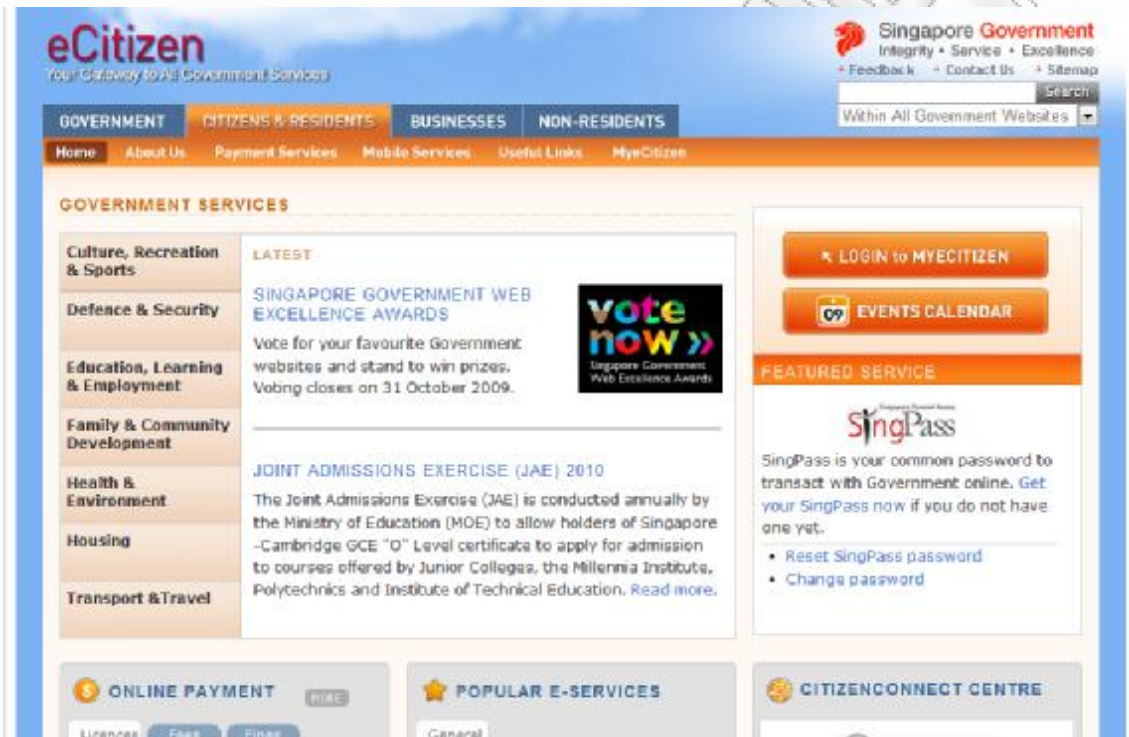 eCitizen
Your Gateway to All Government Services
Singapore Government
Integrity • Service • Excellence
Feedback
Contact Us
Sitemap
Search
Within All Government Websites
GOVERNMENT
CITIZENS & RESIDENTS
BUSINESSES
NON-RESIDENTS
Home
About Us
Payment Services
Mobile Services
Useful Links
MyeCitizen
GOVERNMENT SERVICES
Culture, Recreation
& Sports
Defence & Security
Education, Learning
& Employment
Family & Community
Development
Health &
Environment
Housing
Transport &Travel
LATEST
SINGAPORE GOVERNMENT WEB
EXCELLENCE AWARDS
Vote for your favourite Government
websites and stand to win prizes.
Voting closes on 31 October 2009.
vote
now »
Singapore Government
Web Excellence Awards
JOINT ADMISSIONS EXERCISE (JAE) 2010
The Joint Admissions Exercise (JAE) is conducted annually by
the Ministry of Education (MOE) to allow holders of Singapore
-Cambridge GCE "O" Level certificate to apply for admission
to courses offered by Junior Colleges, the Millennia Institute,
Polytechnics and Institute of Technical Education. Read more.
LOGIN to MYECITIZEN
09 EVENTS CALENDAR
FEATURED SERVICE
SingPass
SingPass is your common password to
transact with Government online. Get
your SingPass now if you do not have
one yet.
• Reset SingPass password
• Change password
ONLINE PAYMENT
MORE
Licences
Fees
Fines
POPULAR E-SERVICES
General
CITIZENCONNECT CENTRE